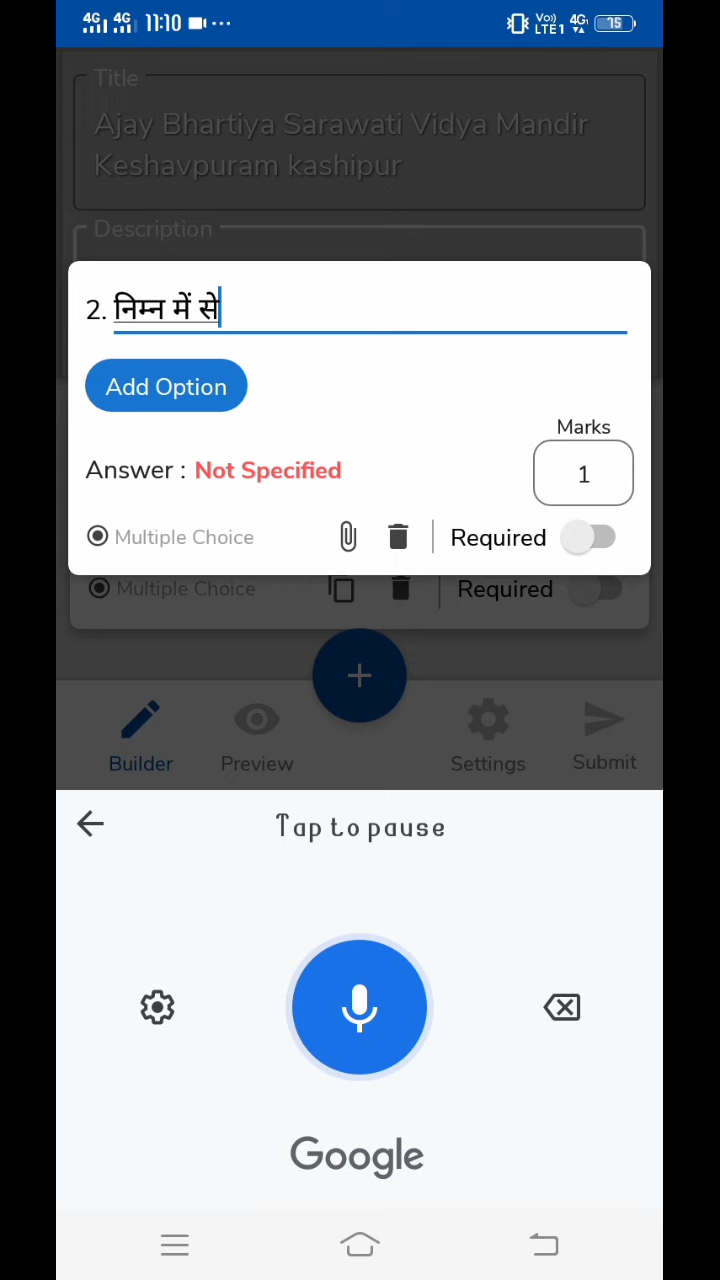 4G 4G 11:10 Vo)) LTE1 4G 75
Title
Ajay Bhartiya Sarawati Vidya Mandir
Keshavpuram kashipur
Description
2. निम्न में से
Add Option
Marks
Answer : Not Specified
1
Multiple Choice
Required
Multiple Choice
Required
Builder
Preview
Settings
Submit
Tap to pause
Google